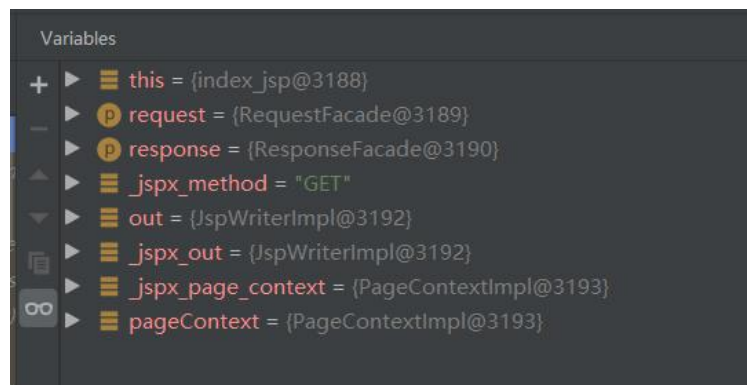 Variables
this = {index_jsp@3188}
p request = {RequestFacade@3189}
p response = {ResponseFacade@3190}
_jspx_method = "GET"
out = {JspWriterImpl@3192}
_jspx_out = {JspWriterImpl@3192}
_jspx_page_context = {PageContextImpl@3193}
pageContext = {PageContextImpl@3193}